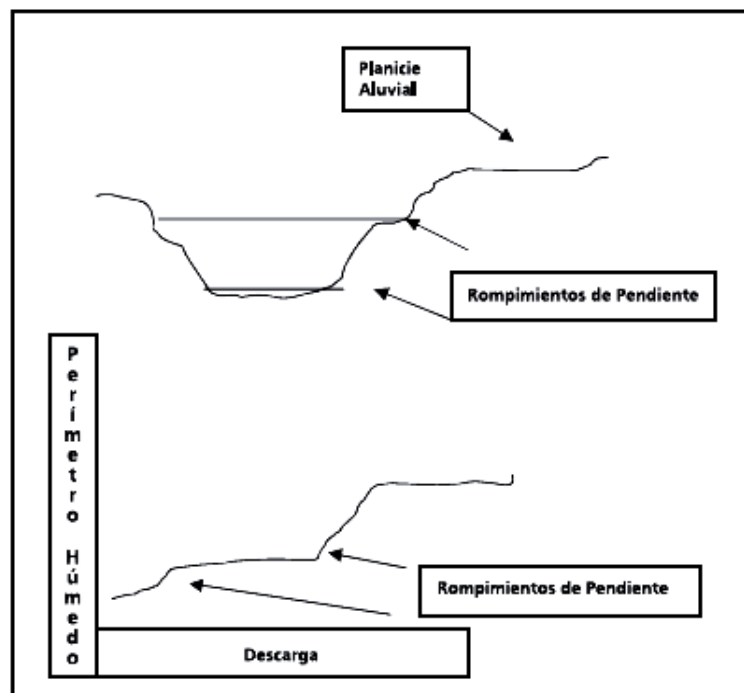 Planicie
Aluvial
Rompimientos de Pendiente
Perímetro Húmedo
Rompimientos de Pendiente
Descarga